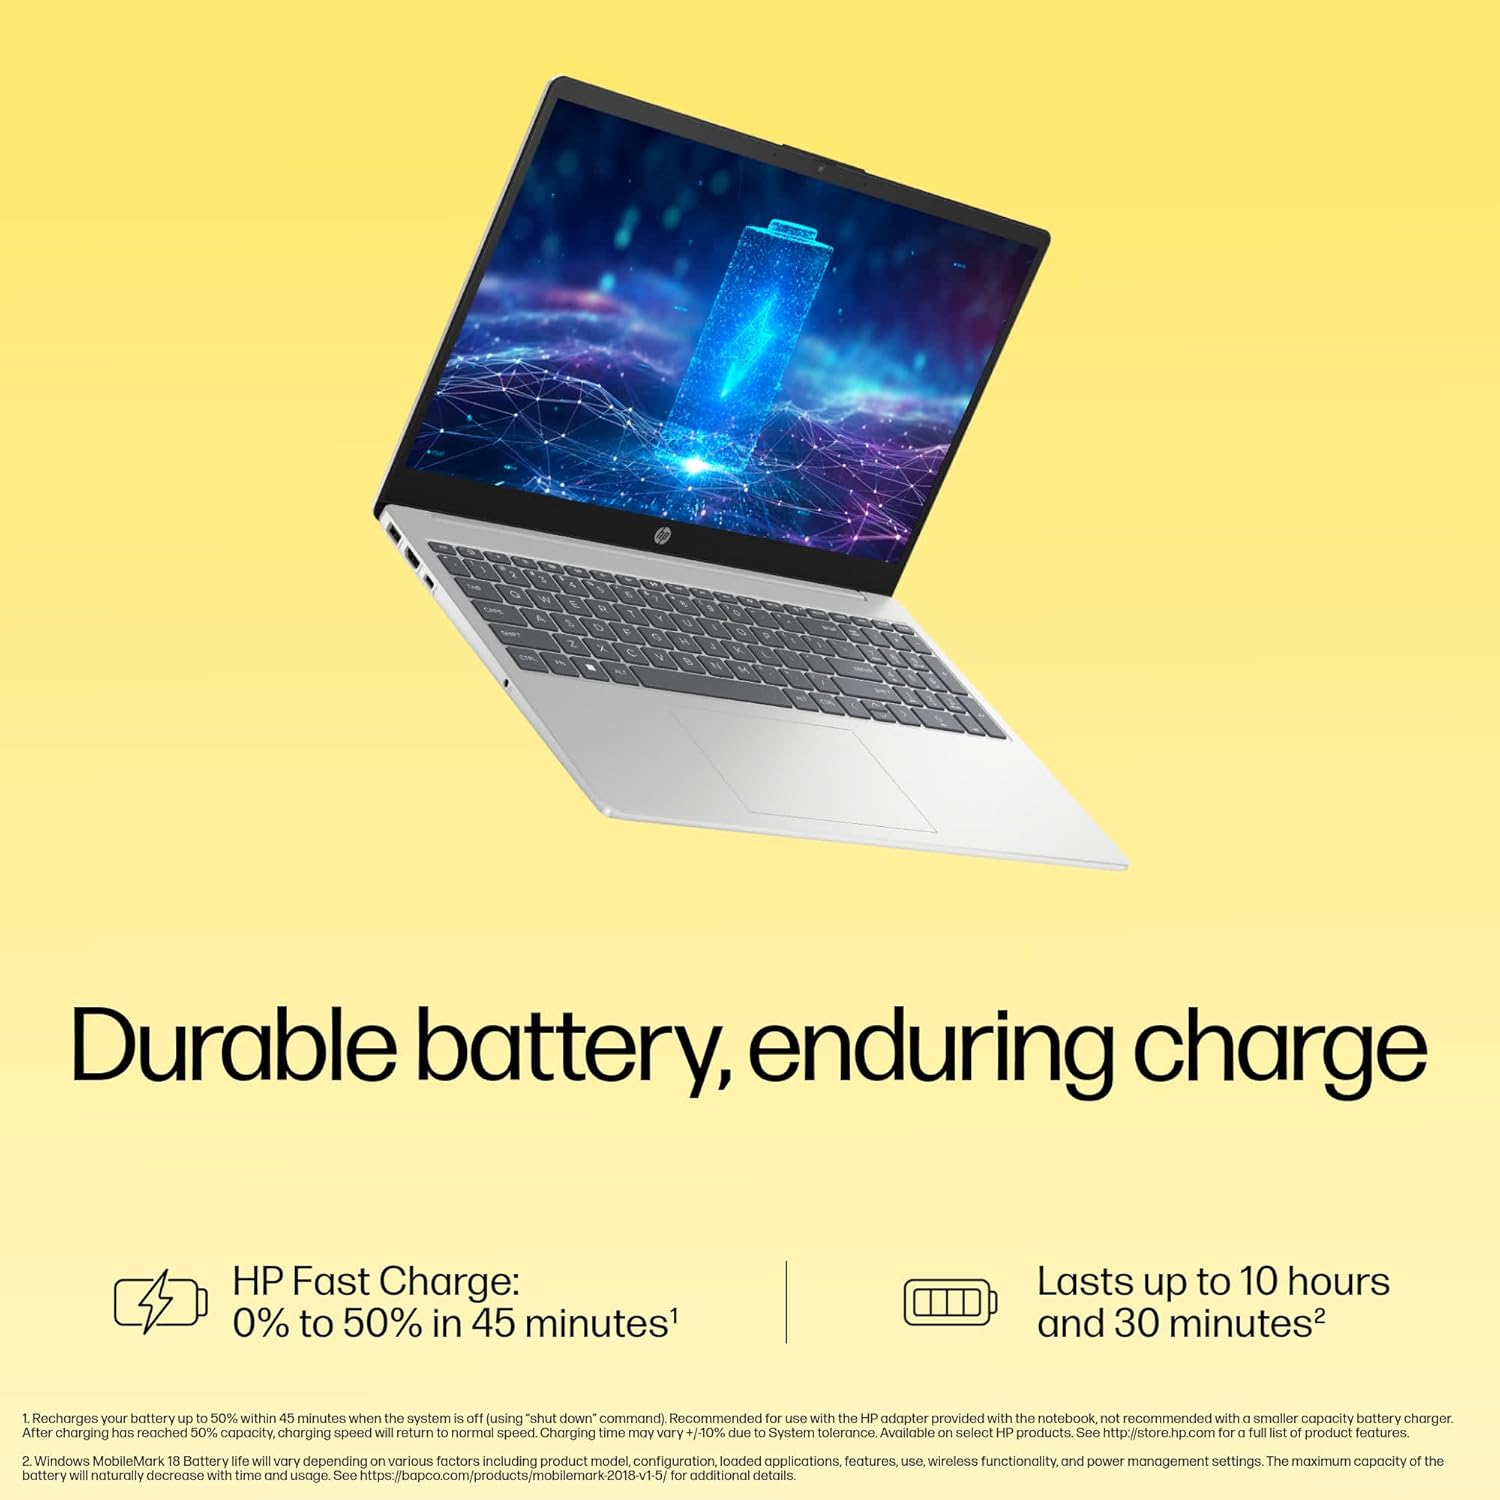 hp
Durable battery, enduring charge
HP Fast Charge:
0% to 50% in 45 minutes¹
Lasts up to 10 hours
and 30 minutes²
1. Recharges your battery up to 50% within 45 minutes when the system is off (using “shut down” command). Recommended for use with the HP adapter provided with the notebook, not recommended with a smaller capacity battery charger.
After charging has reached 50% capacity, charging speed will return to normal speed. Charging time may vary +/-10% due to System tolerance. Available on select HP products. See http://store.hp.com for a full list of product features.
2. Windows MobileMark 18 Battery life will vary depending on various factors including product model, configuration, loaded applications, features, use, wireless functionality, and power management settings. The maximum capacity of the
battery will naturally decrease with time and usage. See https://bapco.com/products/mobilemark-2018-v1-5/ for additional details.